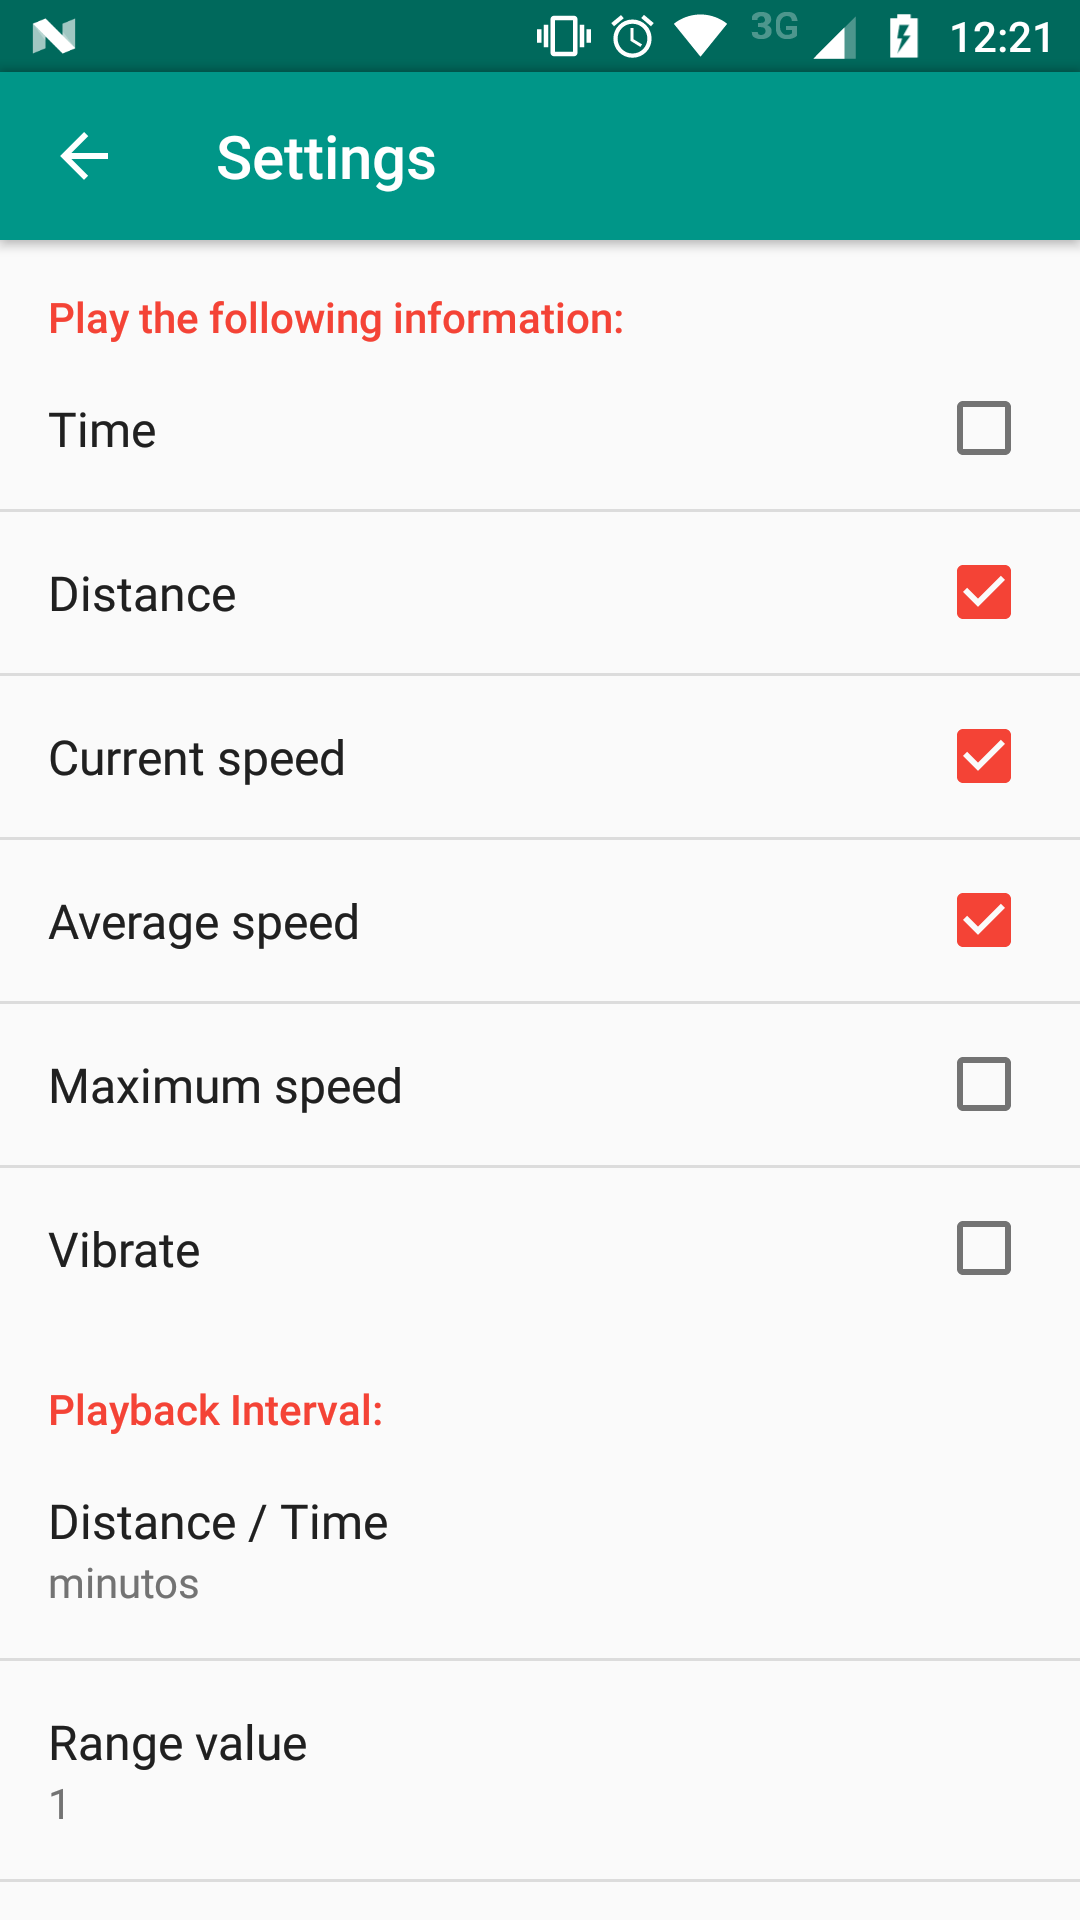 3G 12:21
Settings
Play the following information:
Time
Distance
Current speed
Average speed
Maximum speed
Vibrate
Playback Interval:
Distance / Time
minutos
Range value
1